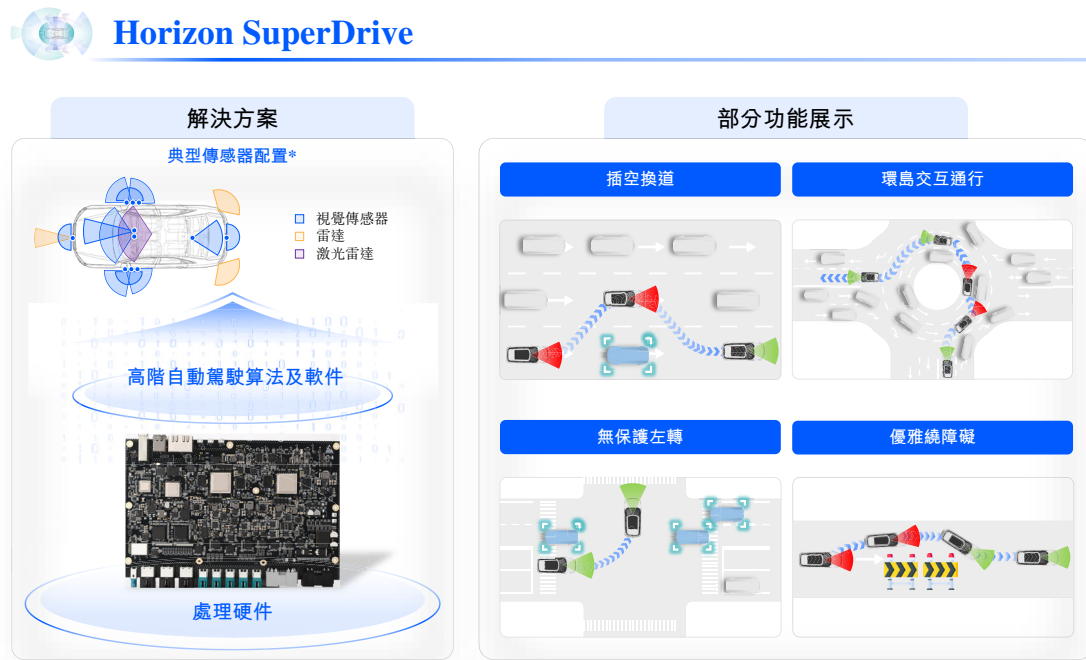 Horizon SuperDrive
解決方案
典型傳感器配置*
視覺傳感器
雷達
激光雷達
高階自動駕駛算法及軟件
處理硬件
部分功能展示
插空換道
環島交互通行
無保護左轉
優雅繞障礙